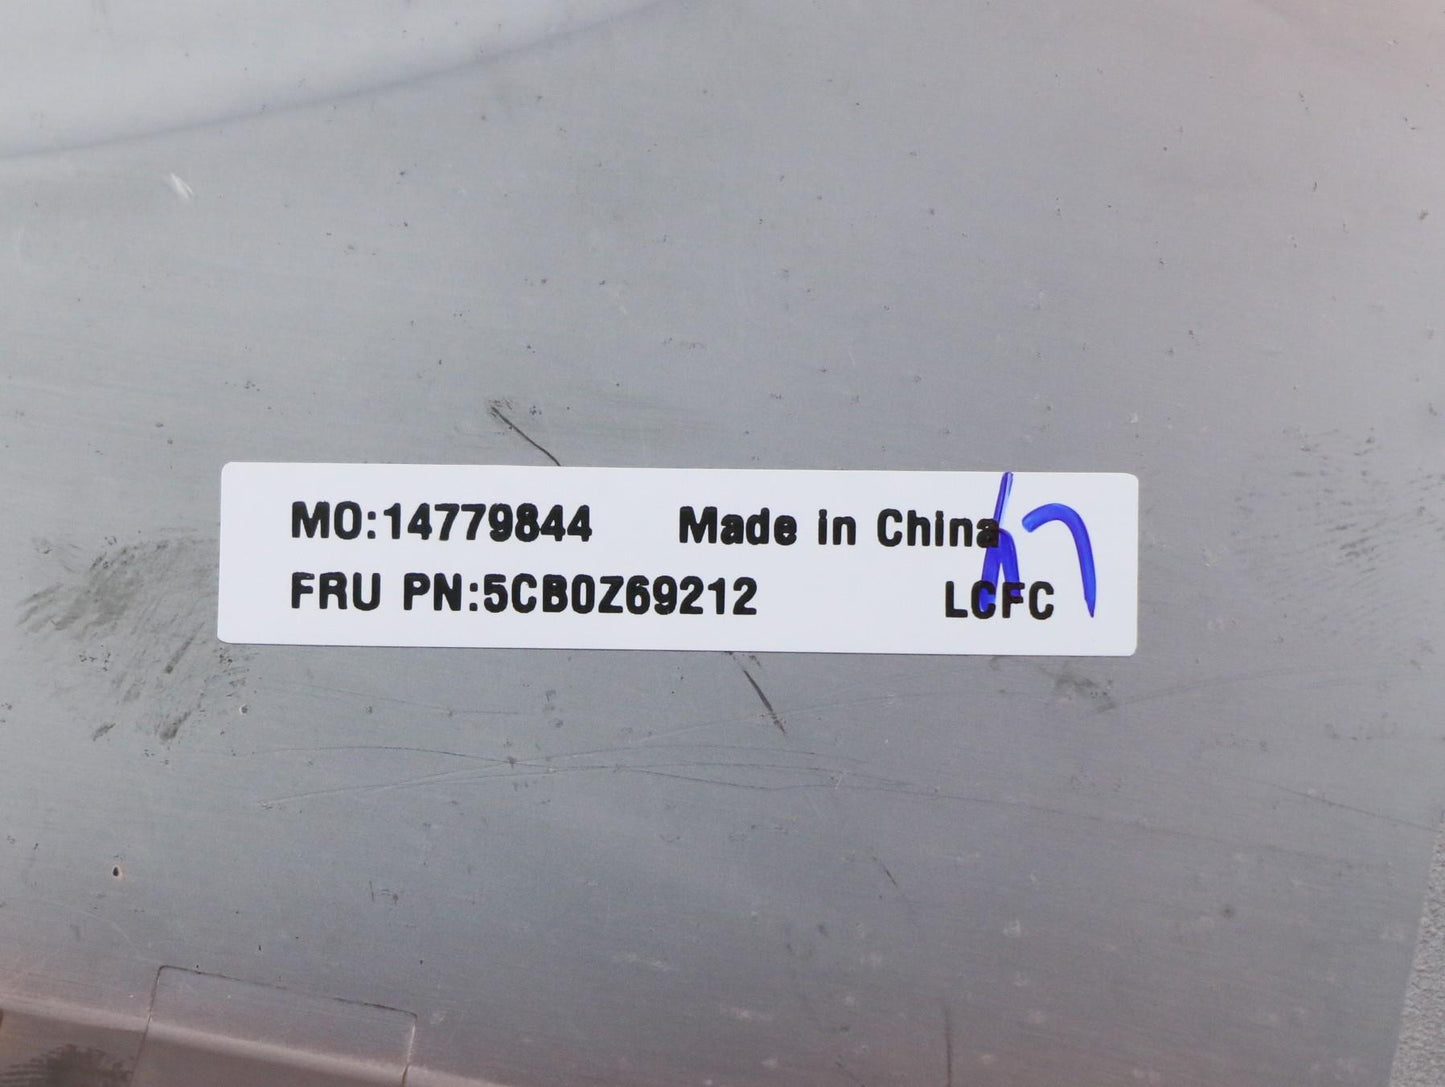 MO:14779844 Made in China
FRU PN:5CB0Z69212 LCFC